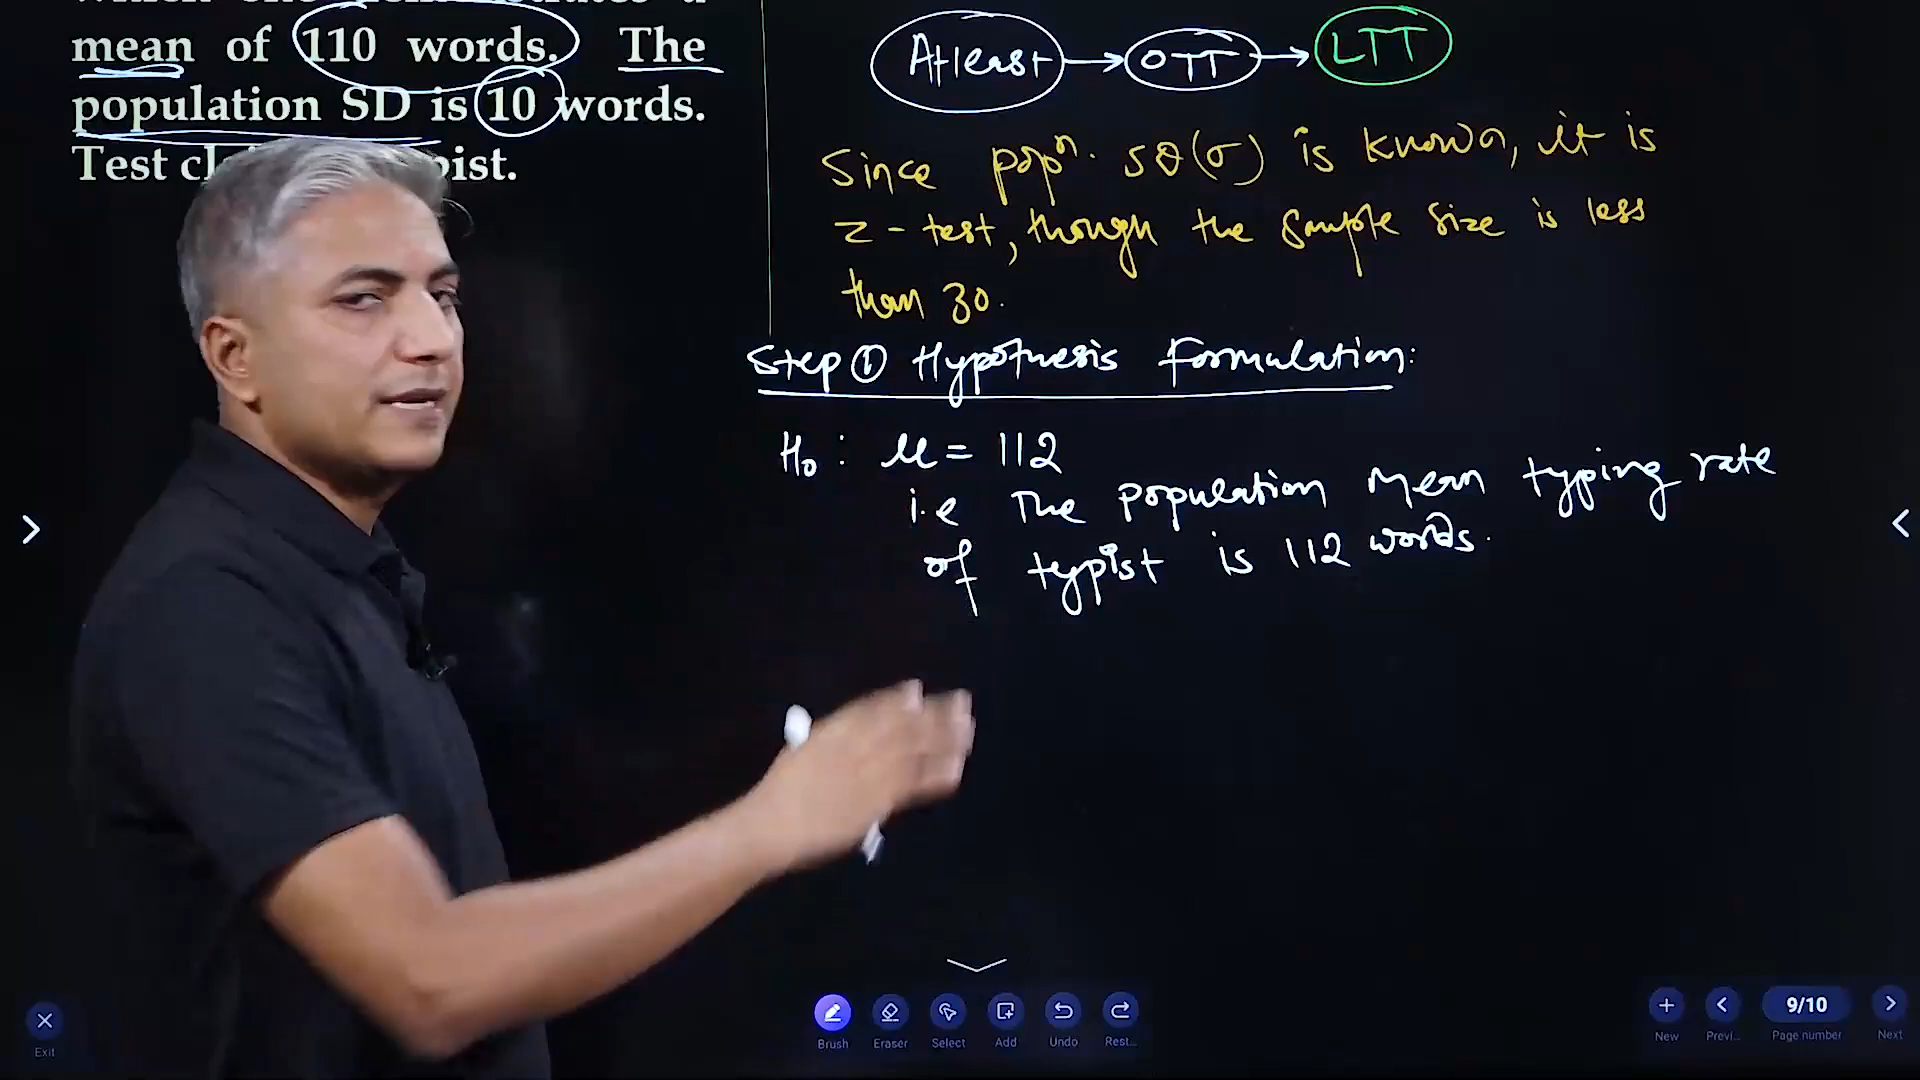 mean of 110 words. The
population SD is 10 words.
Test pist.
Atleast → OTT → LTT
Since popn. SD(σ) is known, it is
z-test, though the sample size is less
than 30.
Step ① Hypothesis Formulation:
H0 : μ = 112
i.e The population mean typing rate
of typist is 112 words.
Exit
Brush Eraser Select Add Undo Rest...
New Previ... 9/10 Page number Next